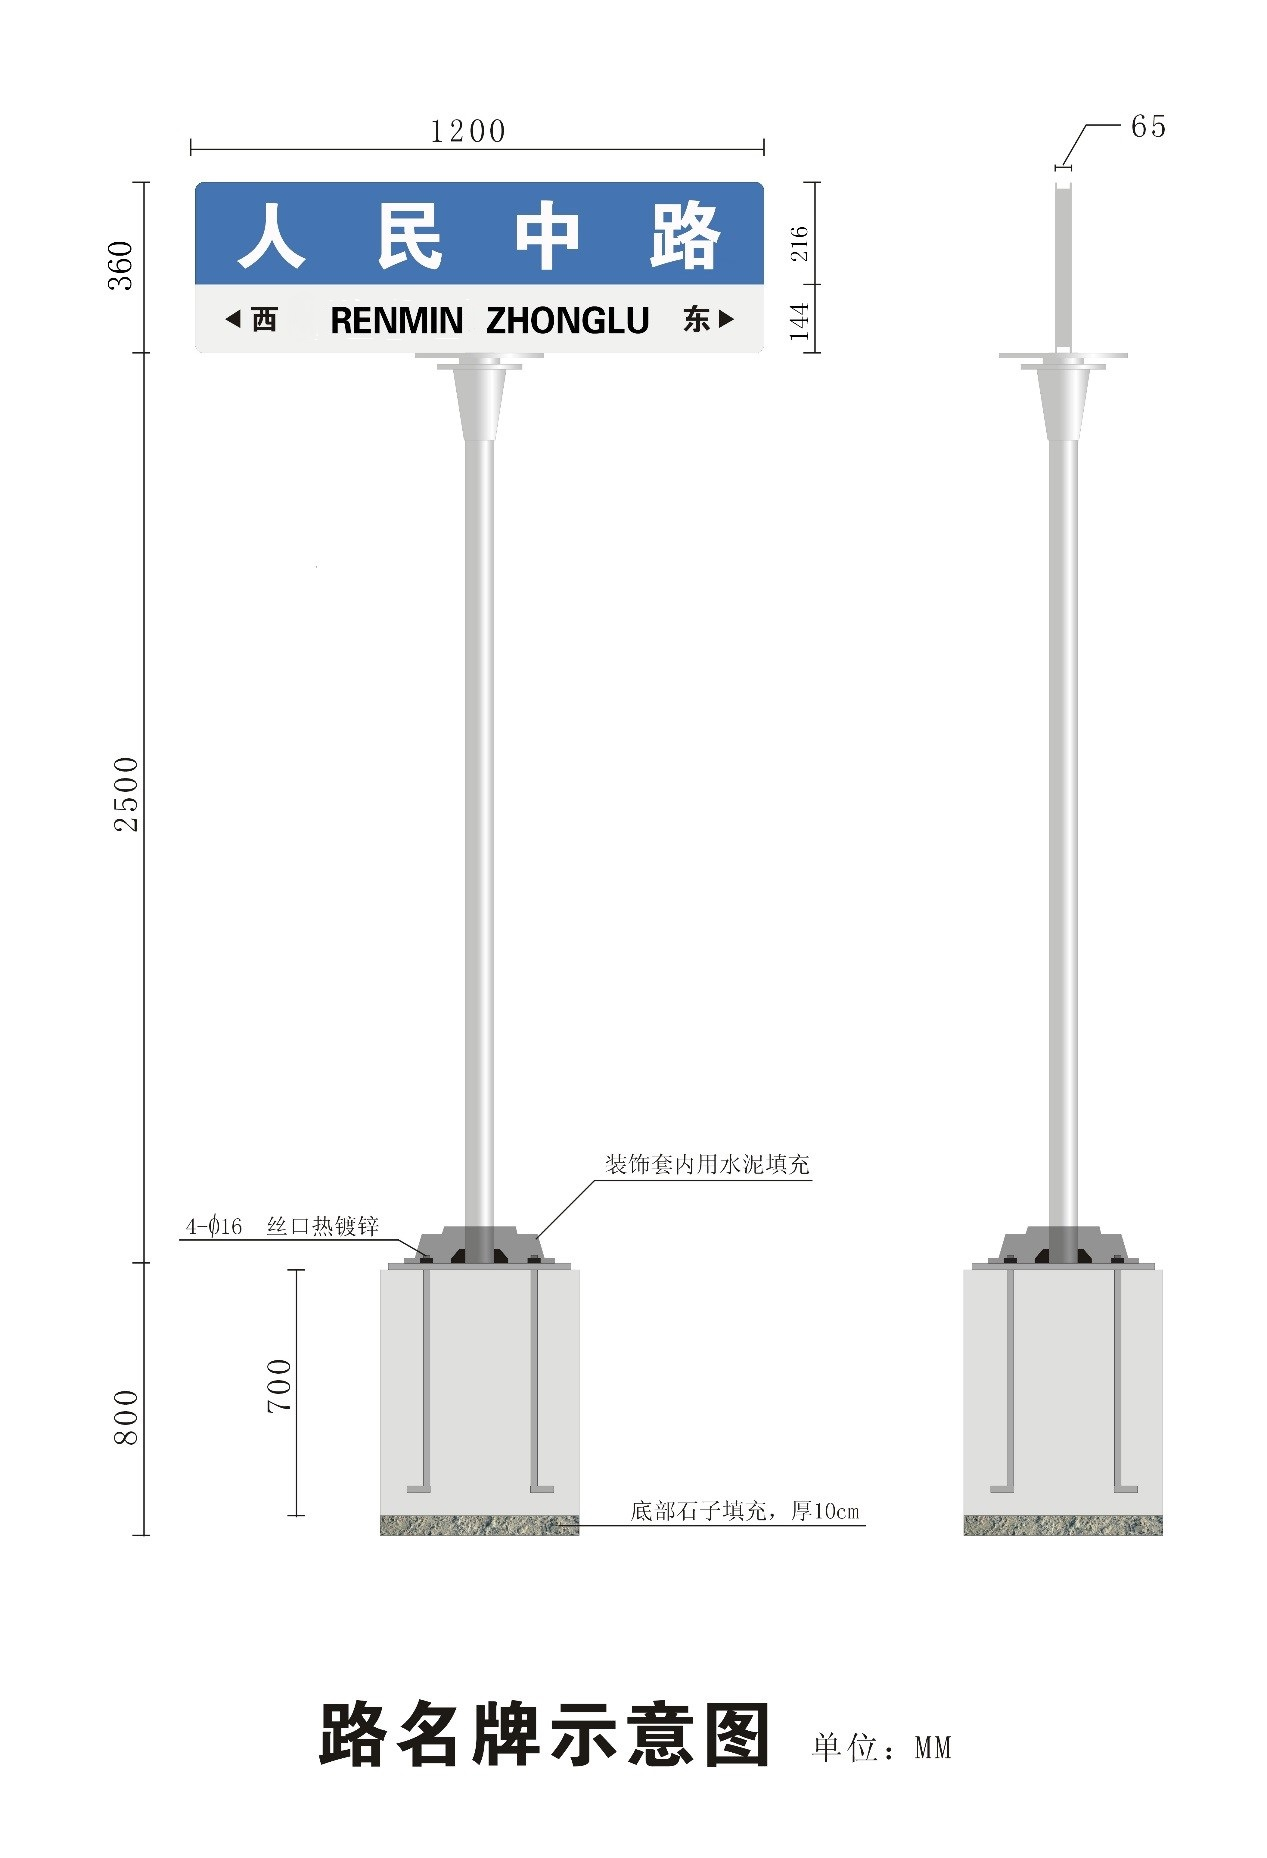 1200
65
人民中路
360
216
西 RENMIN ZHONGLU 东
144
2500
装饰套内用水泥填充
4-ϕ16 丝口热镀锌
700
800
底部石子填充，厚10cm
路名牌示意图 单位：MM